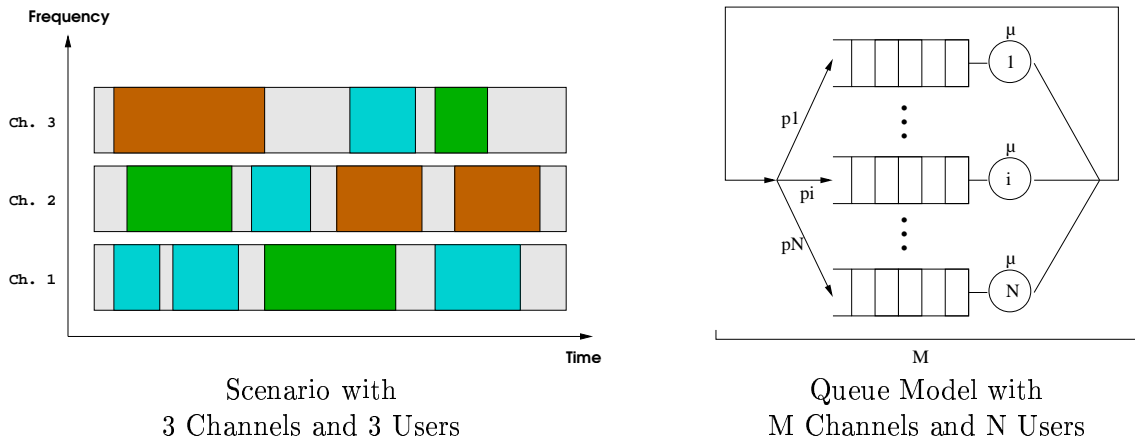 Frequency
Ch. 3
Ch. 2
Ch. 1
Time
Scenario with
3 Channels and 3 Users
μ
1
p1
μ
i
pi
μ
N
pN
M
Queue Model with
M Channels and N Users